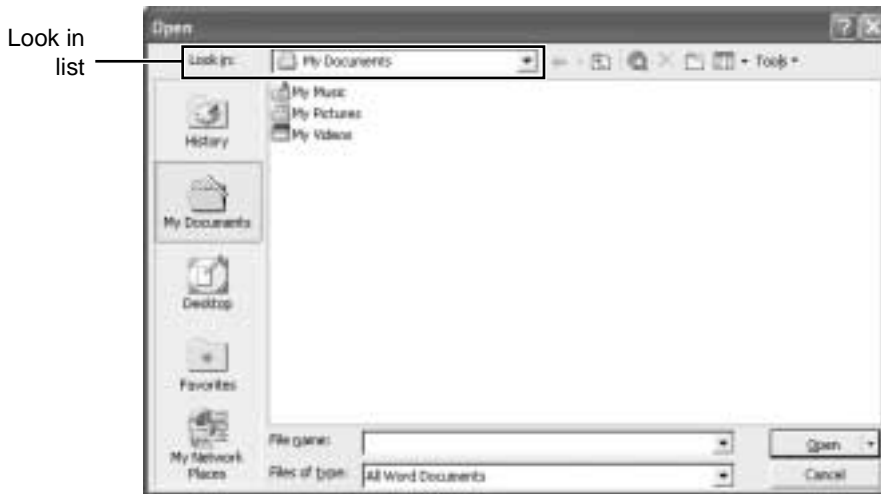 Look in
list
Open
Look in:
My Documents
Tools
My Music
My Pictures
My Videos
History
My Documents
Desktop
Favorites
My Network
Places
File name:
Open
Files of type:
All Word Documents
Cancel